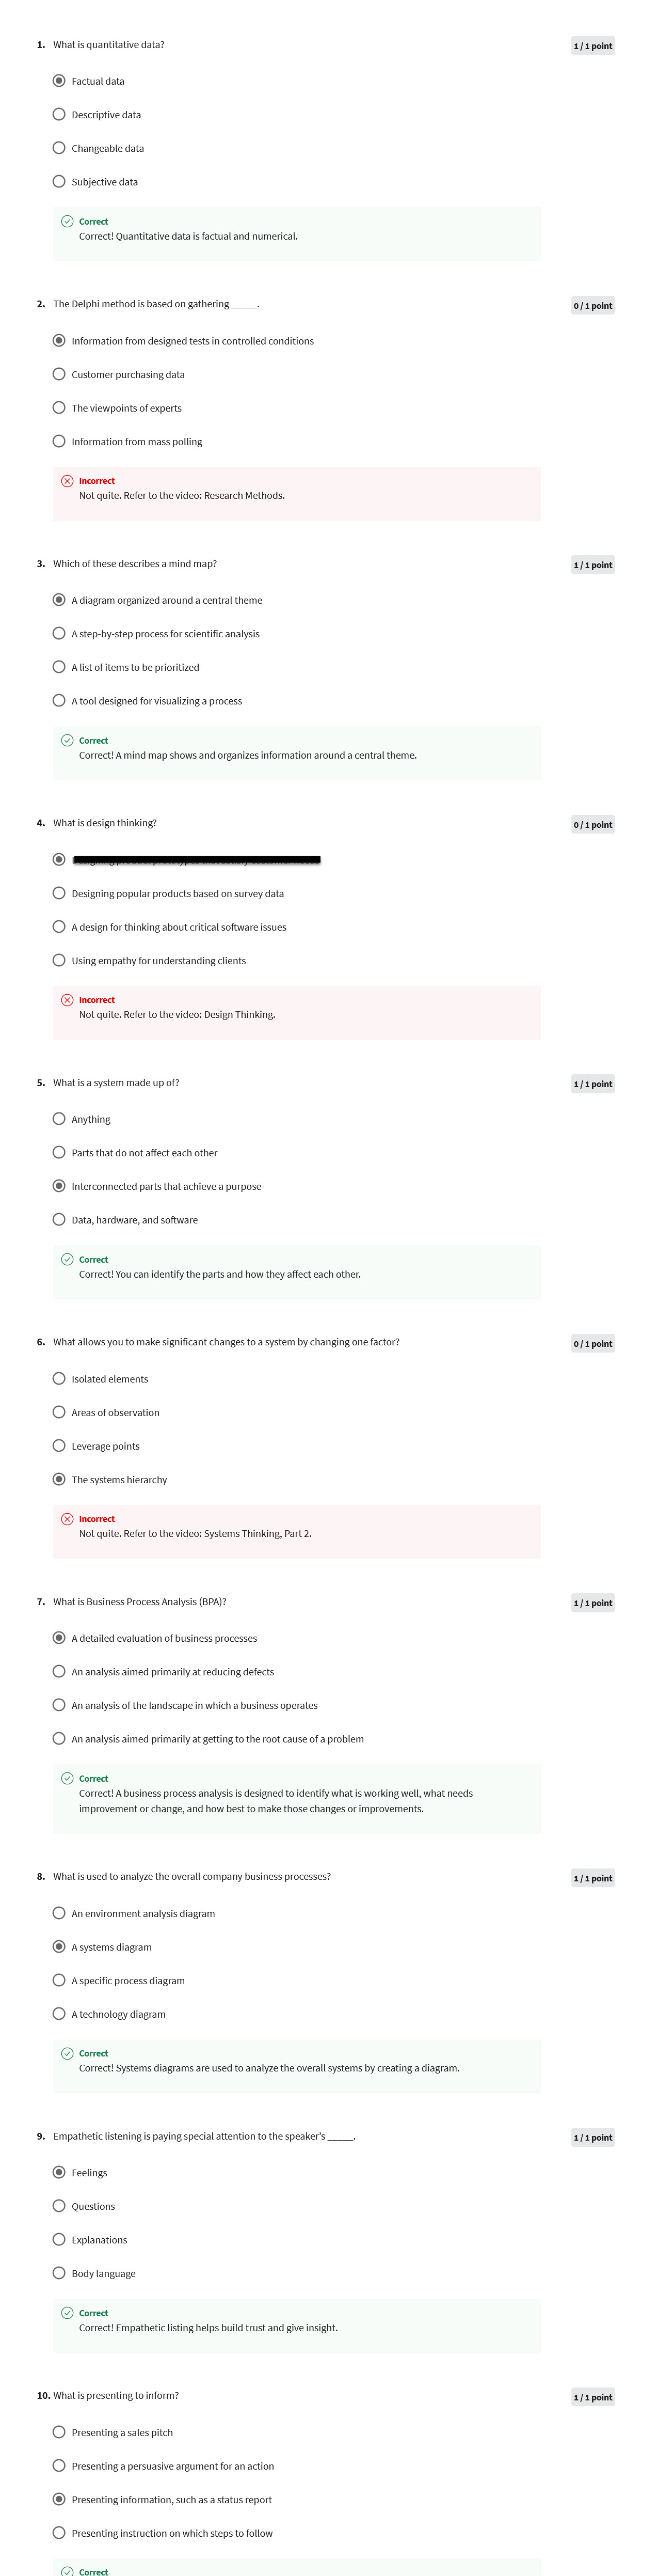 1. What is quantitative data?
1 / 1 point
Factual data
Descriptive data
Changeable data
Subjective data
Correct
Correct! Quantitative data is factual and numerical.
2. The Delphi method is based on gathering _____.
0 / 1 point
Information from designed tests in controlled conditions
Customer purchasing data
The viewpoints of experts
Information from mass polling
Incorrect
Not quite. Refer to the video: Research Methods.
3. Which of these describes a mind map?
1 / 1 point
A diagram organized around a central theme
A step-by-step process for scientific analysis
A list of items to be prioritized
A tool designed for visualizing a process
Correct
Correct! A mind map shows and organizes information around a central theme.
4. What is design thinking?
0 / 1 point
Designing popular products based on survey data
A design for thinking about critical software issues
Using empathy for understanding clients
Incorrect
Not quite. Refer to the video: Design Thinking.
5. What is a system made up of?
1 / 1 point
Anything
Parts that do not affect each other
Interconnected parts that achieve a purpose
Data, hardware, and software
Correct
Correct! You can identify the parts and how they affect each other.
6. What allows you to make significant changes to a system by changing one factor?
0 / 1 point
Isolated elements
Areas of observation
Leverage points
The systems hierarchy
Incorrect
Not quite. Refer to the video: Systems Thinking, Part 2.
7. What is Business Process Analysis (BPA)?
1 / 1 point
A detailed evaluation of business processes
An analysis aimed primarily at reducing defects
An analysis of the landscape in which a business operates
An analysis aimed primarily at getting to the root cause of a problem
Correct
Correct! A business process analysis is designed to identify what is working well, what needs
improvement or change, and how best to make those changes or improvements.
8. What is used to analyze the overall company business processes?
1 / 1 point
An environment analysis diagram
A systems diagram
A specific process diagram
A technology diagram
Correct
Correct! Systems diagrams are used to analyze the overall systems by creating a diagram.
9. Empathetic listening is paying special attention to the speaker’s _____.
1 / 1 point
Feelings
Questions
Explanations
Body language
Correct
Correct! Empathetic listing helps build trust and give insight.
10. What is presenting to inform?
1 / 1 point
Presenting a sales pitch
Presenting a persuasive argument for an action
Presenting information, such as a status report
Presenting instruction on which steps to follow
Correct